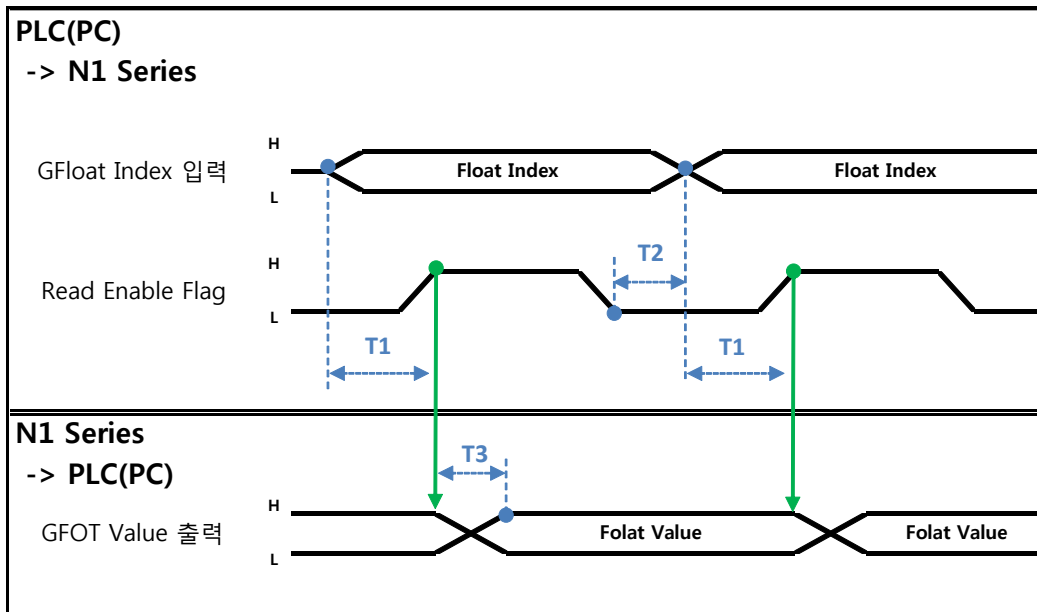 PLC(PC)
-> N1 Series
H
GFloat Index 입력
Float Index
Float Index
L
H
T2
Read Enable Flag
L
T1
T1
N1 Series
-> PLC(PC)
T3
H
GFOT Value 출력
Folat Value
Folat Value
L